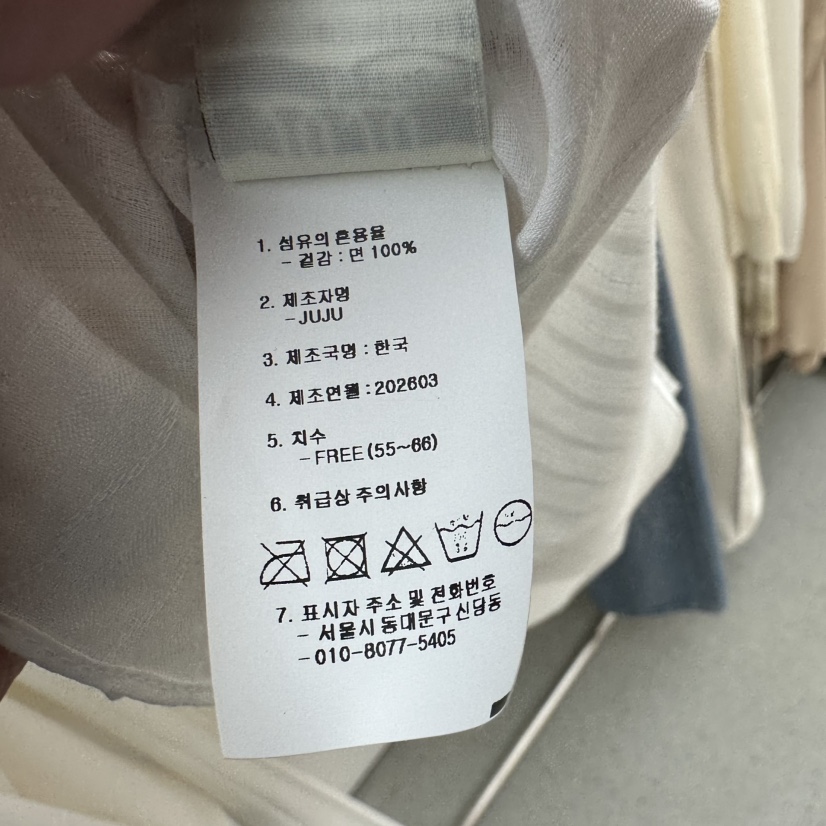 1. 섬유의 혼용율
- 겉감 : 면 100%
2. 제조자명
- JUJU
3. 제조국명 : 한국
4. 제조연월 : 202603
5. 치수
- FREE (55~66)
6. 취급상 주의사항
7. 표시자 주소 및 전화번호
- 서울시 동대문구 신당동
- 010-8077-5405